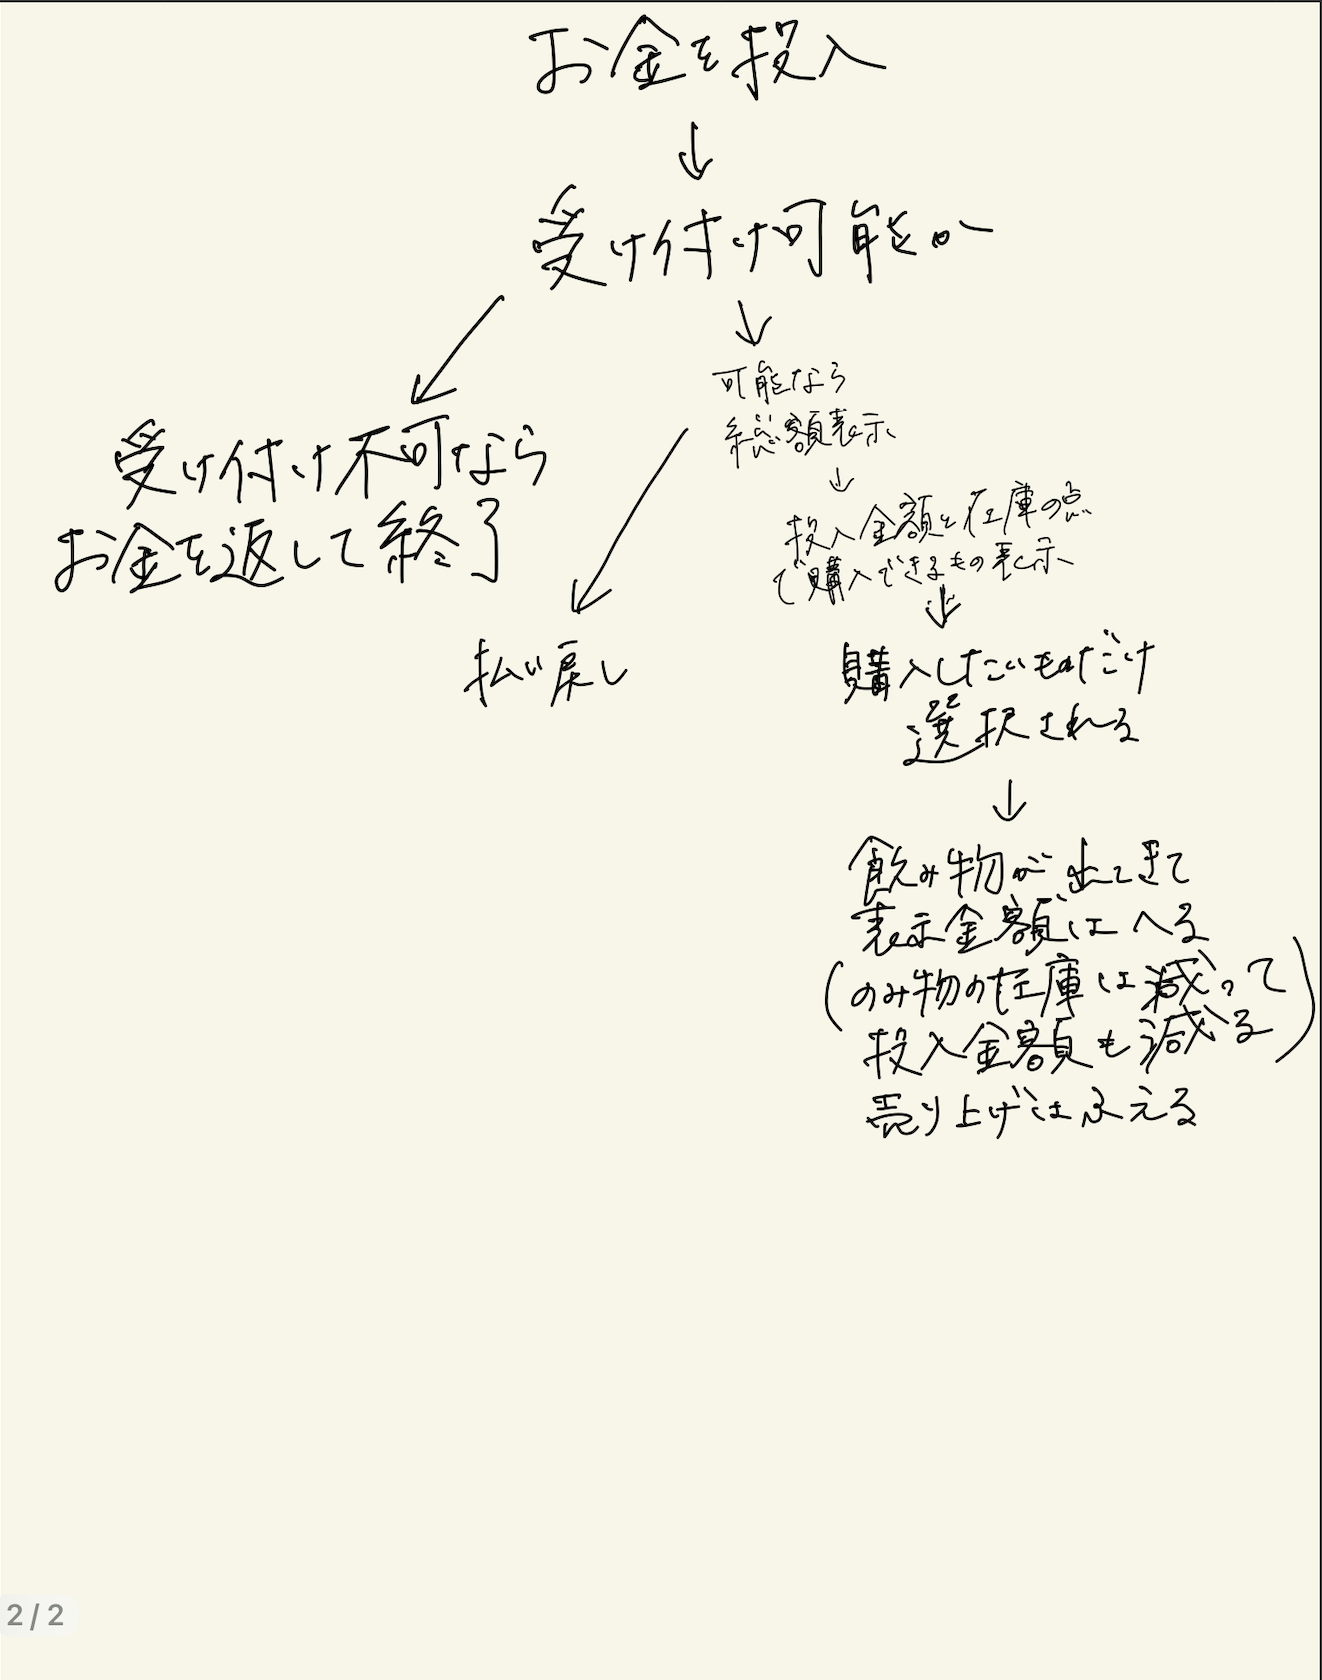 お金を投入
↓
受け付け可能か
受け付け不可なら
お金を返して終了
可能なら
総額表示
↓
払い戻し
投入金額と在庫の点
で購入できるもの表示
↓
購入したいものだけ
選択される
↓
飲み物が出てきて
表示金額はへる
(のみ物の在庫は減って
投入金額も減る)
売り上げはふえる
2/2